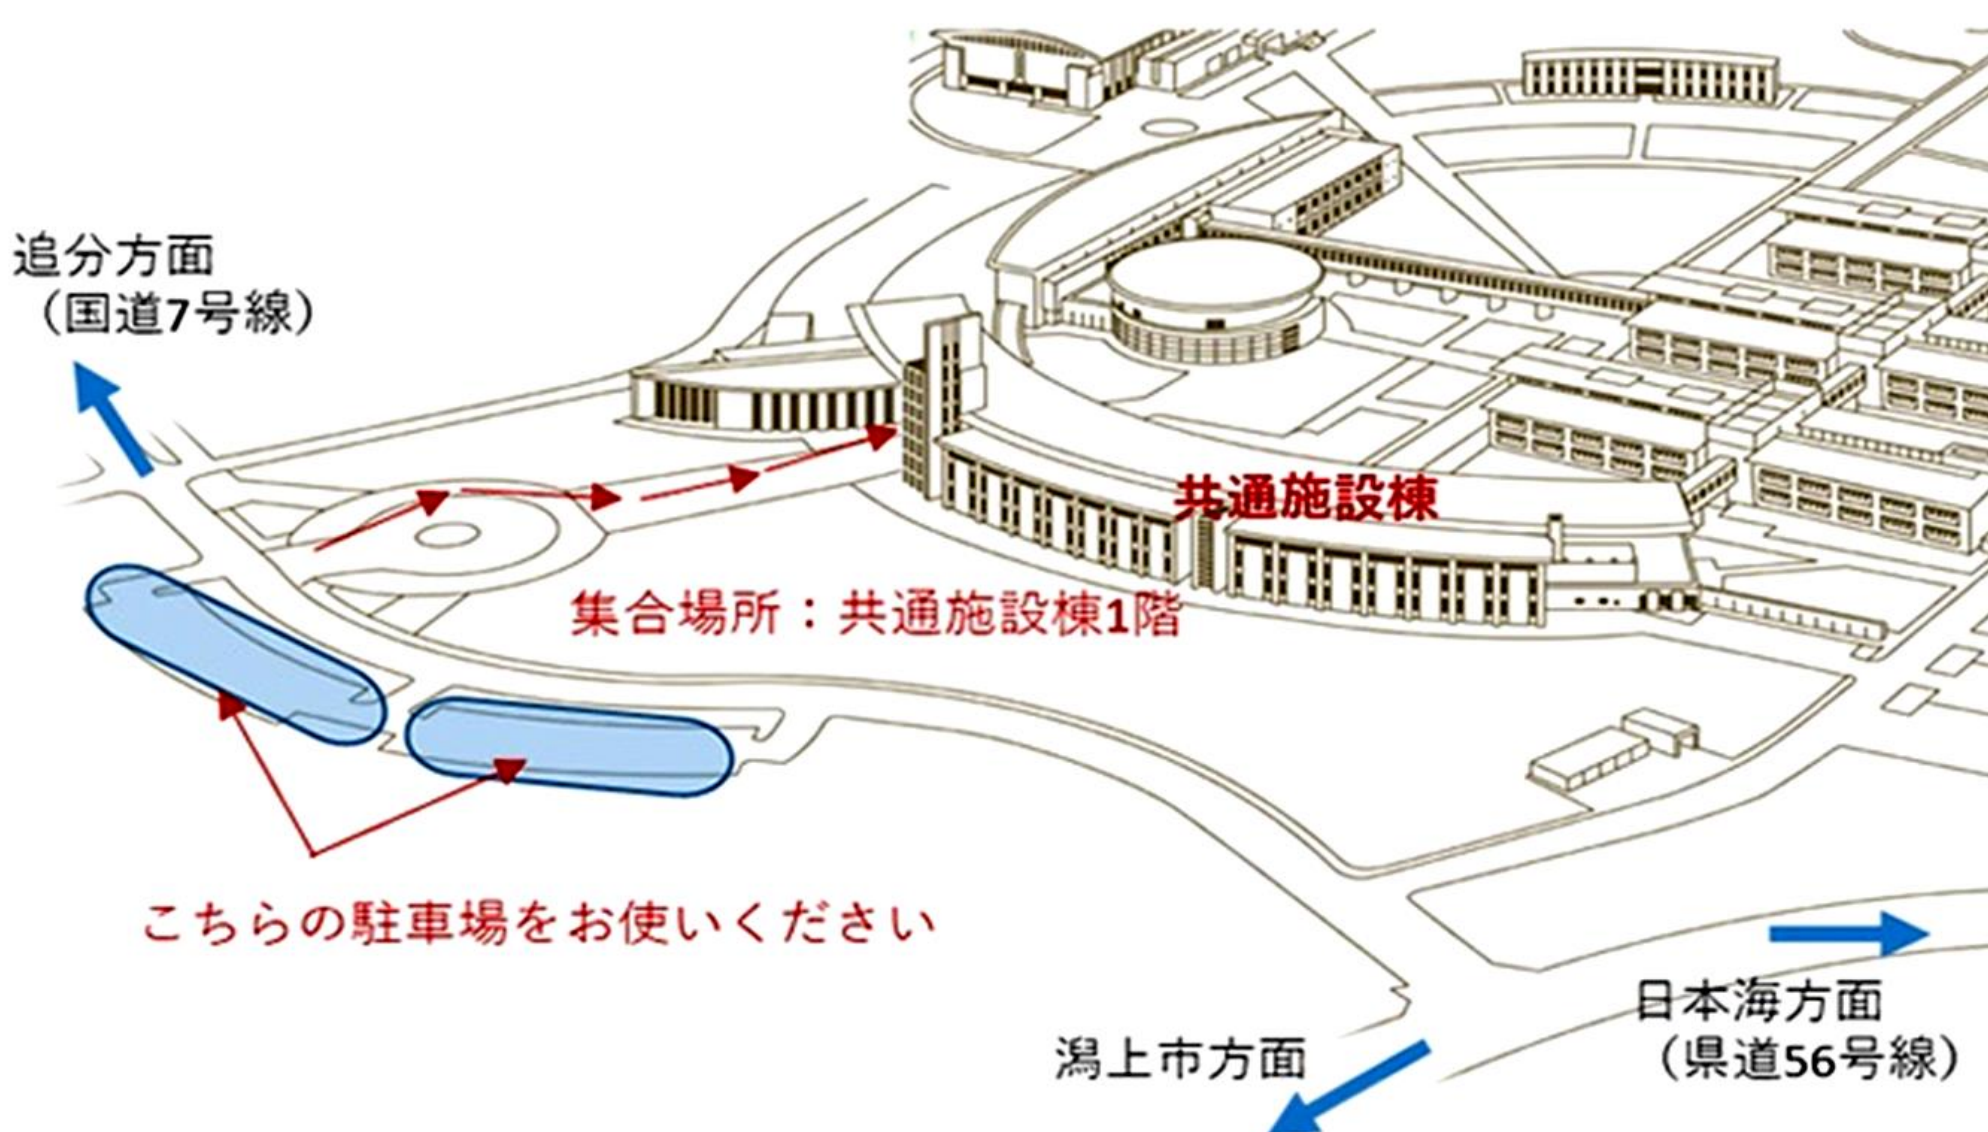 追分方面
（国道7号線）
共通施設棟
集合場所：共通施設棟1階
こちらの駐車場をお使いください
日本海方面
（県道56号線）
潟上市方面